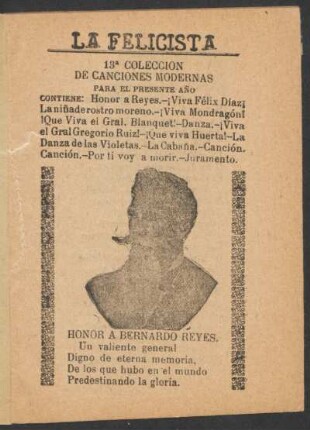 LA FELICISTA
13ª COLECCION
DE CANCIONES MODERNAS
PARA EL PRESENTE AÑO
CONTIENE: Honor a Reyes.-¡Viva Félix Díaz¡
La niña de rostro moreno.-¡Viva Mondragón!
!Que Viva el Gral. Blanquet!-Danza.-¡Viva
el Grul Gregorio Ruiz!-¡Que viva Huerta!-La
Danza de las Violetas.-La Cabaña.-Canción.
Canción.-Por ti voy a morir.-Juramento.
HONOR A BERNARDO REYES.
Un valiente general
Digno de eterna memoria,
De los que hubo en el mundo
Predestinando la gloria.